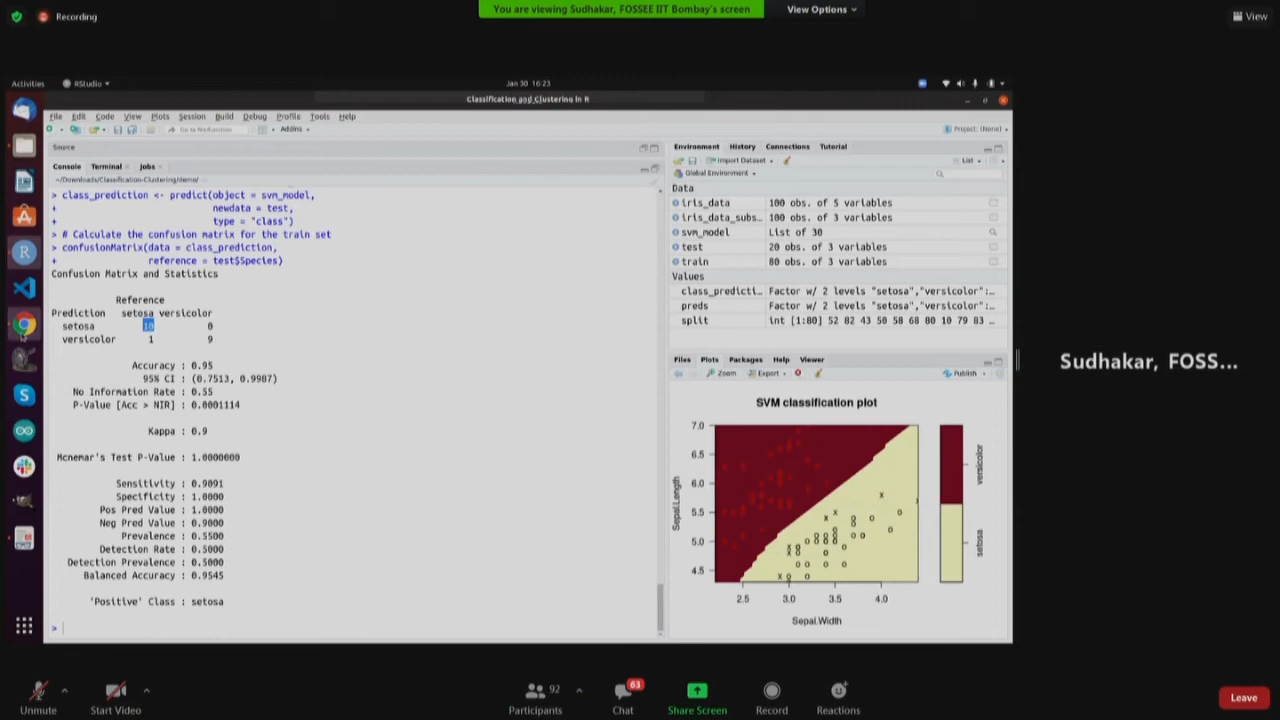 Recording
You are viewing Sudhakar, FOSSEE IIT Bombay's screen
View Options
View
Activities
RStudio
Jan 30 16:23
Classification and Clustering in R
File Edit Code View Plots Session Build Debug Profile Tools Help
Go to file/function
Addins
Project: (None)
Source
Console Terminal Jobs
~/Downloads/Classification-Clustering/demo/
> class_prediction <- predict(object = svm_model,
+ newdata = test,
+ type = "class")
> # Calculate the confusion matrix for the train set
> confusionMatrix(data = class_prediction,
+ reference = test$Species)
Confusion Matrix and Statistics
Reference
Prediction setosa versicolor
setosa 10 0
versicolor 1 9
Accuracy : 0.95
95% CI : (0.7513, 0.9987)
No Information Rate : 0.55
P-Value [Acc > NIR] : 0.0001114
Kappa : 0.9
Mcnemar's Test P-Value : 1.0000000
Sensitivity : 0.9091
Specificity : 1.0000
Pos Pred Value : 1.0000
Neg Pred Value : 0.9000
Prevalence : 0.5500
Detection Rate : 0.5000
Detection Prevalence : 0.5000
Balanced Accuracy : 0.9545
'Positive' Class : setosa
>
Environment History Connections Tutorial
Import Dataset
List
Global Environment
Data
iris_data 100 obs. of 5 variables
iris_data_subs… 100 obs. of 3 variables
svm_model List of 30
test 20 obs. of 3 variables
train 80 obs. of 3 variables
Values
class_predicti… Factor w/ 2 levels "setosa","versicolor":…
preds Factor w/ 2 levels "setosa","versicolor":…
split int [1:80] 52 82 43 50 58 68 80 10 79 83 …
Files Plots Packages Help Viewer
Zoom Export Publish
SVM classification plot
7.0
6.5
6.0
5.5
5.0
4.5
Sepal.Length
2.5 3.0 3.5 4.0
Sepal.Width
versicolor
setosa
Sudhakar, FOSS...
Unmute
Start Video
92
Participants
63
Chat
Share Screen
Record
Reactions
Leave